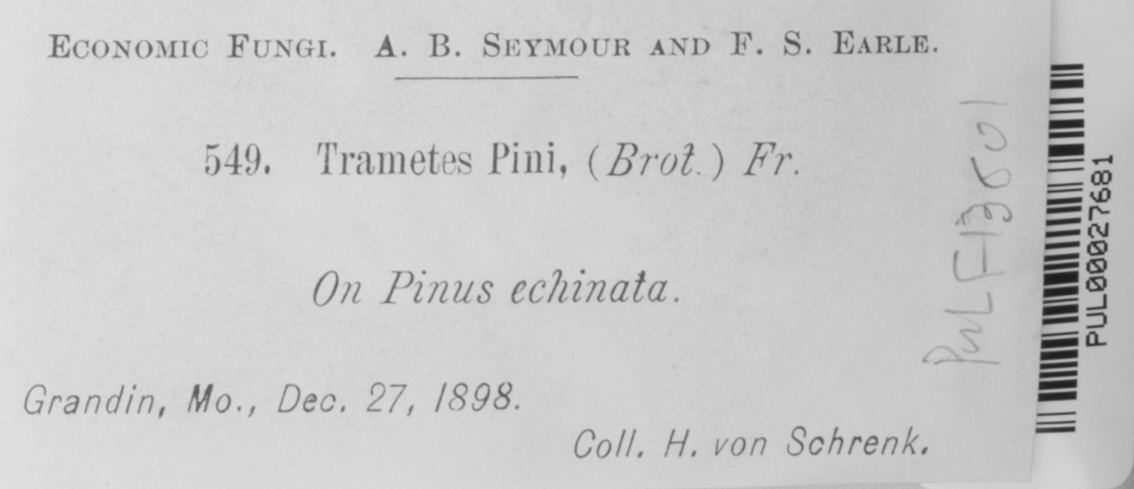 ECONOMIC FUNGI. A. B. SEYMOUR AND F. S. EARLE.
549. Trametes Pini, (Brot.) Fr.
On Pinus echinata.
Grandin, Mo., Dec. 27, 1898.
Coll. H. von Schrenk.
PUL F13501
PUL00027681